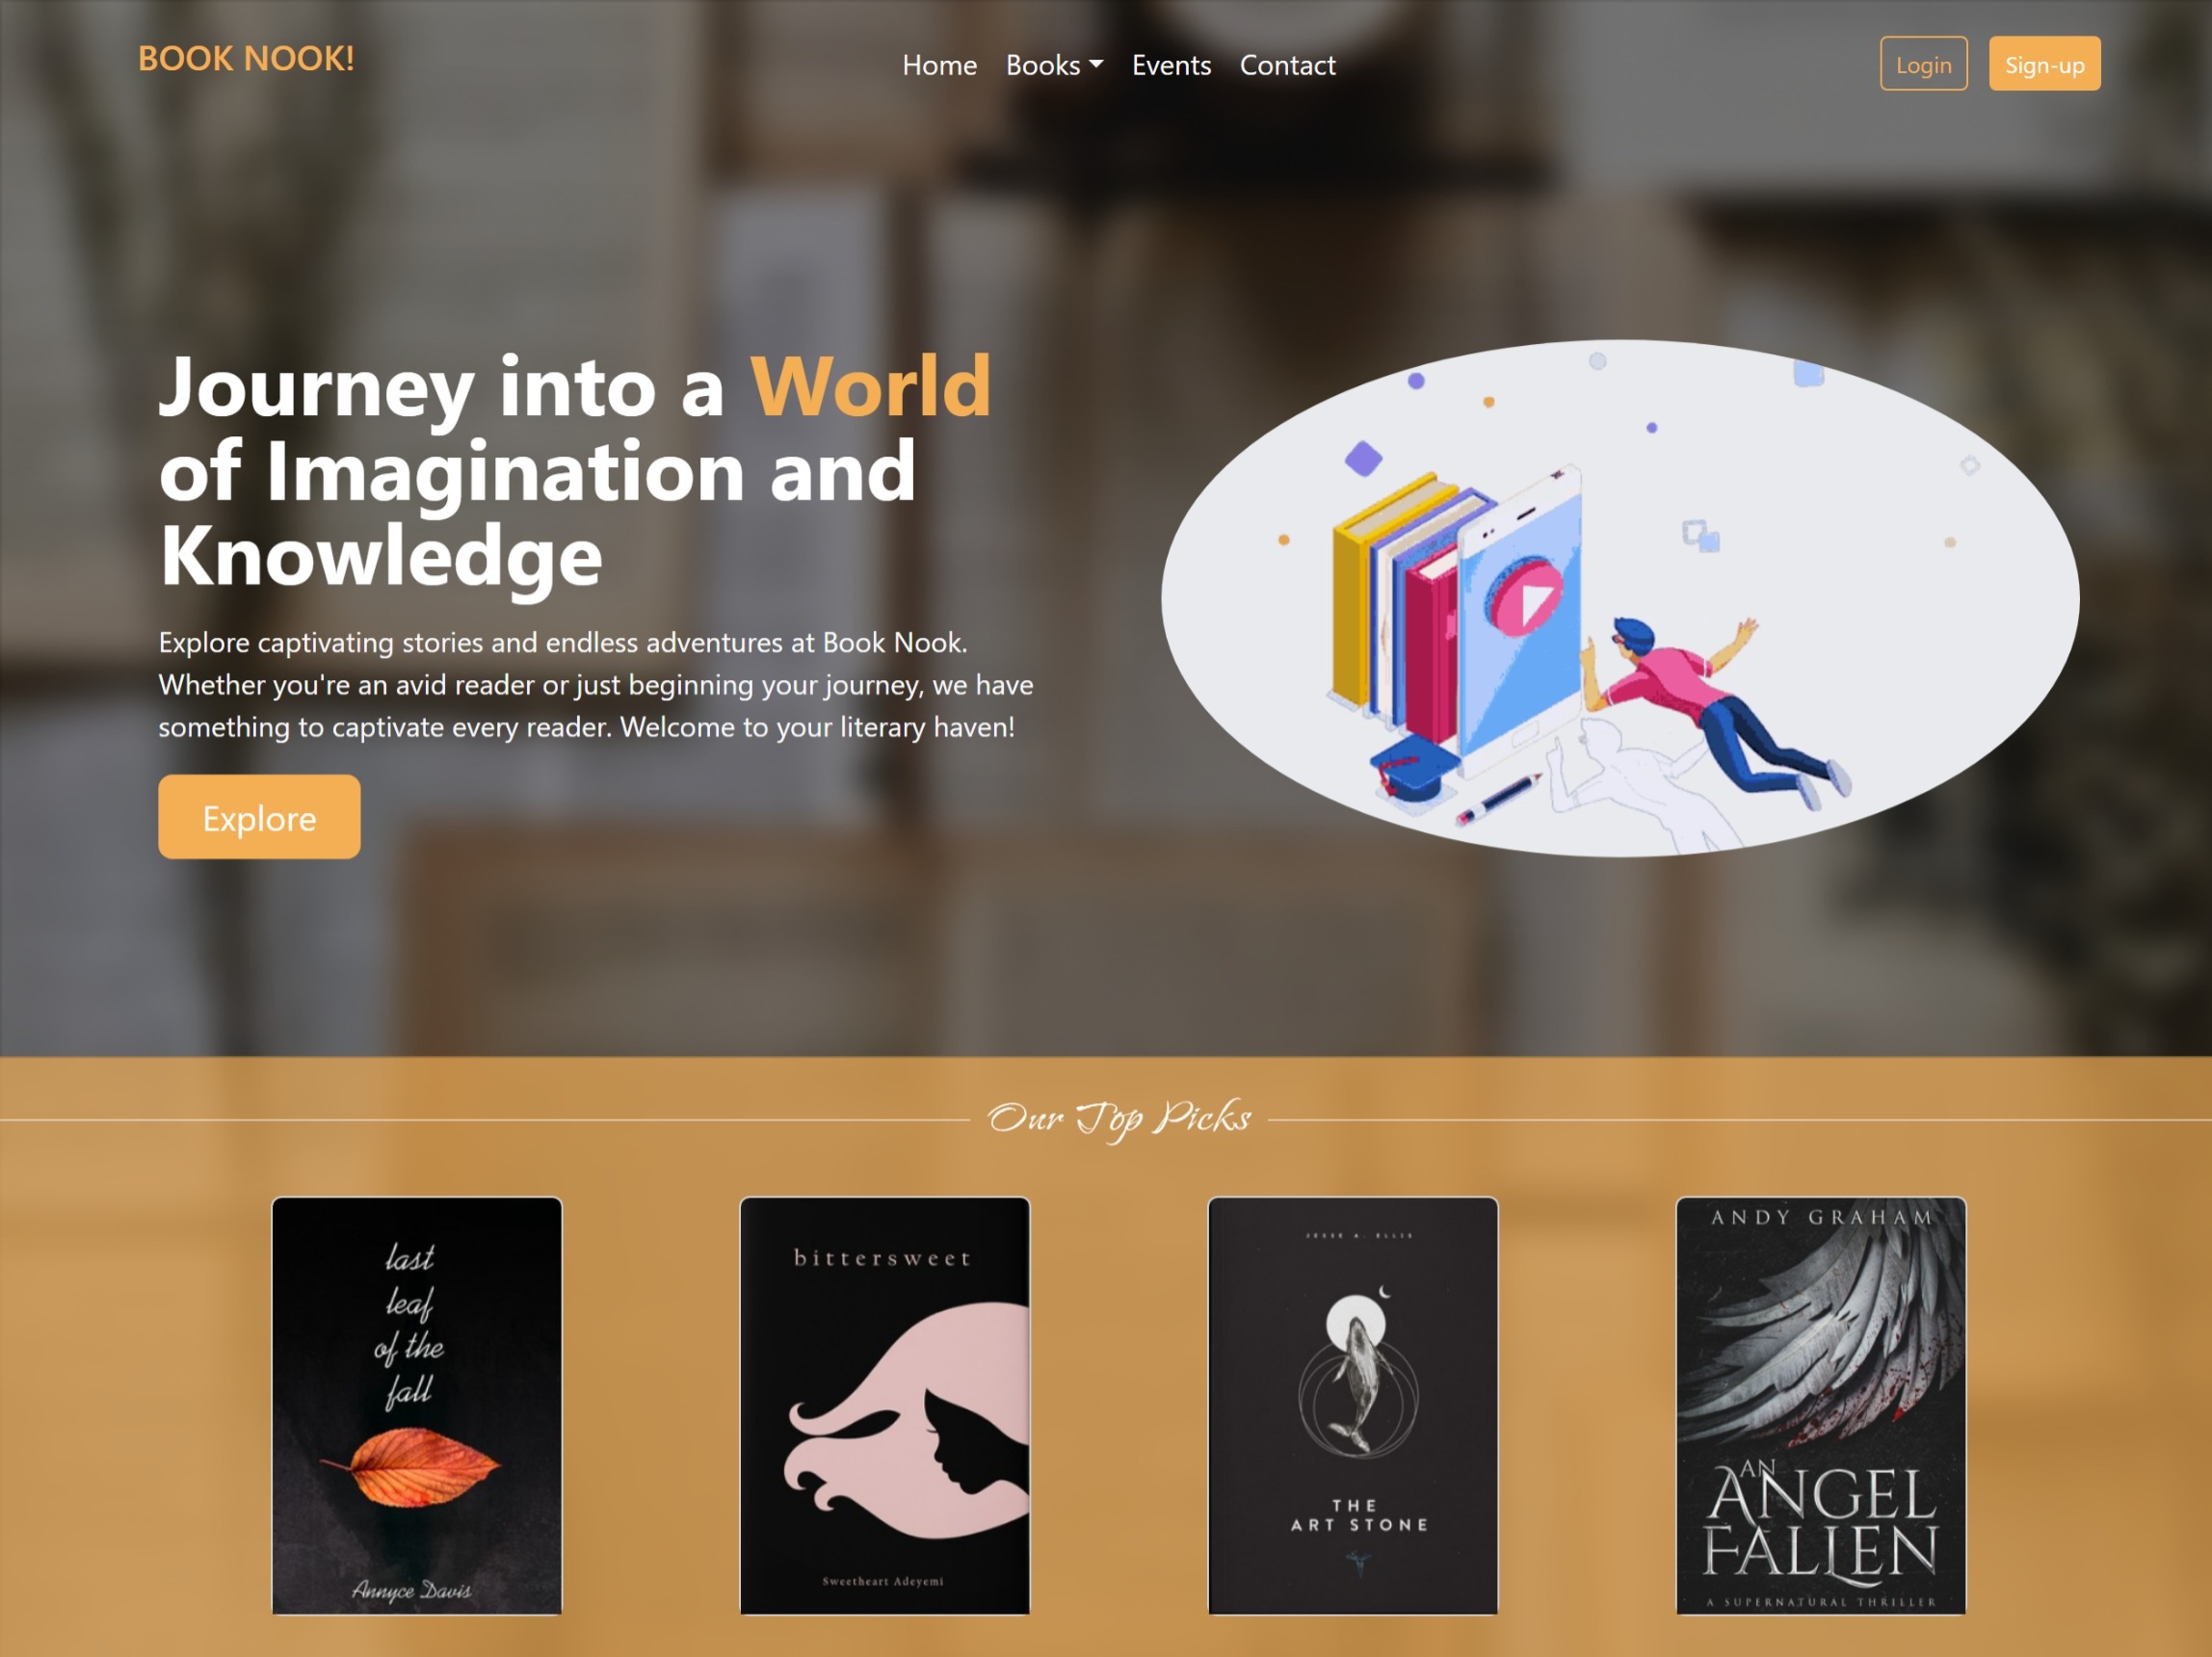 BOOK NOOK!
Home Books Events Contact
Login Sign-up
Journey into a World
of Imagination and
Knowledge
Explore captivating stories and endless adventures at Book Nook.
Whether you're an avid reader or just beginning your journey, we have
something to captivate every reader. Welcome to your literary haven!
Explore
Our Top Picks
last
leaf
of the
fall
Annyce Davis
bittersweet
Sweetheart Adeyemi
JESSE A. ELLIS
THE
ART STONE
ANDY GRAHAM
AN
ANGEL
FALLEN
A SUPERNATURAL THRILLER